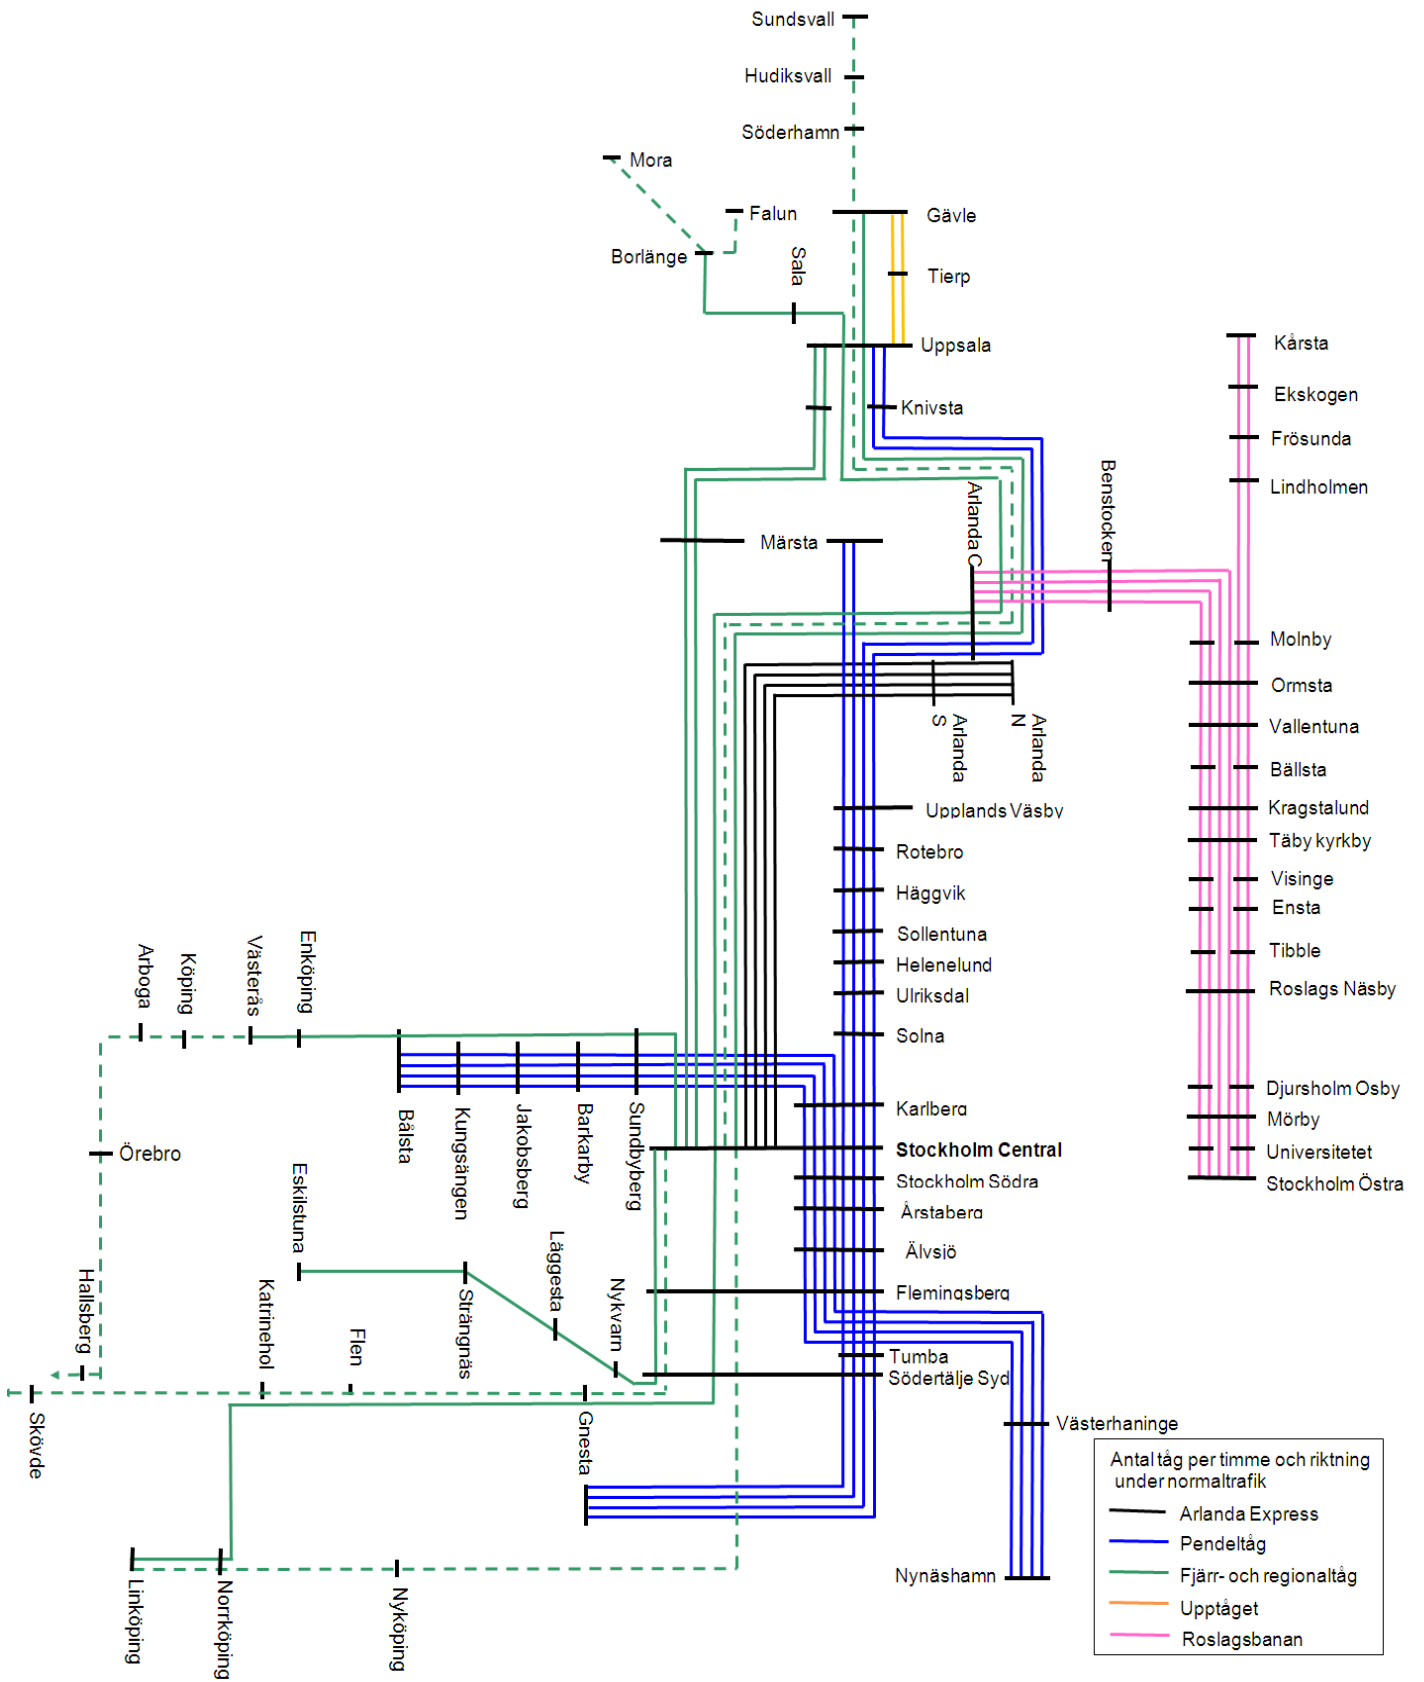 Sundsvall
Hudiksvall
Söderhamn
Mora
Falun
Gävle
Borlänge
Sala
Tierp
Uppsala
Kårsta
Knivsta
Ekskogen
Frösunda
Benstocken
Arlanda C
Lindholmen
Märsta
Molnby
Ormsta
Arlanda
S
Arlanda
N
Vallentuna
Bällsta
Upplands Väsby
Kragstalund
Rotebro
Täby kyrkby
Häggvik
Visinge
Ensta
Sollentuna
Tibble
Helenelund
Ulriksdal
Roslags Näsby
Solna
Arboga
Köping
Västerås
Enköping
Djursholm Osby
Karlberg
Mörby
Bålsta
Kungsängen
Jakobsberg
Barkarby
Sundbyberg
Stockholm Central
Universitetet
Örebro
Stockholm Södra
Stockholm Östra
Årstaberg
Eskilstuna
Älvsjö
Läggesta
Flemingsberg
Hallsberg
Katrinehol
Flen
Strängnäs
Nykvarn
Tumba
Södertälje Syd
Skövde
Gnesta
Västerhaninge
Antal tåg per timme och riktning
under normaltrafik
Arlanda Express
Pendeltåg
Fjärr- och regionaltåg
Upptåget
Roslagsbanan
Nynäshamn
Linköping
Norrköping
Nyköping